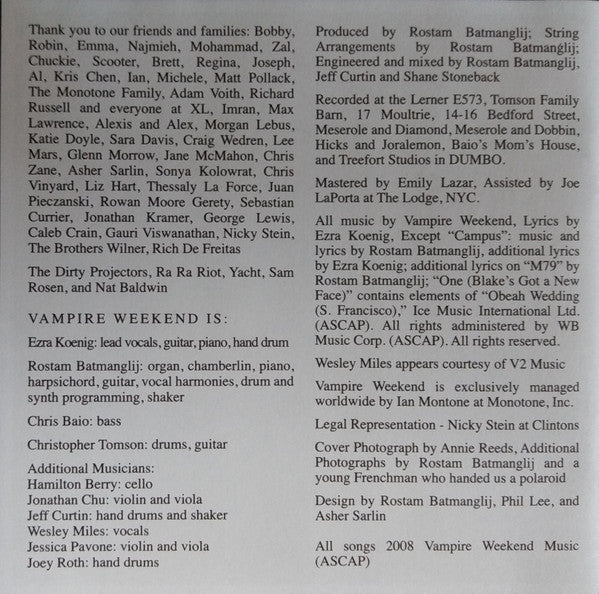 Thank you to our friends and families: Bobby,
Robin, Emma, Najmieh, Mohammad, Zal,
Chuckie, Scooter, Brett, Regina, Joseph,
Al, Kris Chen, Ian, Michele, Matt Pollack,
The Monotone Family, Adam Voith, Richard
Russell and everyone at XL, Imran, Max
Lawrence, Alexis and Alex, Morgan Lebus,
Katie Doyle, Sara Davis, Craig Wedren, Lee
Mars, Glenn Morrow, Jane McMahon, Chris
Zane, Asher Sarlin, Sonya Kolowrat, Chris
Vinyard, Liz Hart, Thessaly La Force, Juan
Pieczanski, Rowan Moore Gerety, Sebastian
Currier, Jonathan Kramer, George Lewis,
Caleb Crain, Gauri Viswanathan, Nicky Stein,
The Brothers Wilner, Rich De Freitas
The Dirty Projectors, Ra Ra Riot, Yacht, Sam
Rosen, and Nat Baldwin
VAMPIRE WEEKEND IS:
Ezra Koenig: lead vocals, guitar, piano, hand drum
Rostam Batmanglij: organ, chamberlin, piano,
harpsichord, guitar, vocal harmonies, drum and
synth programming, shaker
Chris Baio: bass
Christopher Tomson: drums, guitar
Additional Musicians:
Hamilton Berry: cello
Jonathan Chu: violin and viola
Jeff Curtin: hand drums and shaker
Wesley Miles: vocals
Jessica Pavone: violin and viola
Joey Roth: hand drums
Produced by Rostam Batmanglij; String
Arrangements by Rostam Batmanglij;
Engineered and mixed by Rostam Batmanglij,
Jeff Curtin and Shane Stoneback
Recorded at the Lerner E573, Tomson Family
Barn, 17 Moultrie, 14-16 Bedford Street,
Meserole and Diamond, Meserole and Dobbin,
Hicks and Joralemon, Baio's Mom's House,
and Treefort Studios in DUMBO.
Mastered by Emily Lazar, Assisted by Joe
LaPorta at The Lodge, NYC.
All music by Vampire Weekend, Lyrics by
Ezra Koenig, Except “Campus”: music and
lyrics by Rostam Batmanglij, additional lyrics
by Ezra Koenig; additional lyrics on “M79” by
Rostam Batmanglij; “One (Blake's Got a New
Face)” contains elements of “Obeah Wedding
(S. Francisco),” Ice Music International Ltd.
(ASCAP). All rights administered by WB
Music Corp. (ASCAP). All rights reserved.
Wesley Miles appears courtesy of V2 Music
Vampire Weekend is exclusively managed
worldwide by Ian Montone at Monotone, Inc.
Legal Representation - Nicky Stein at Clintons
Cover Photograph by Annie Reeds, Additional
Photographs by Rostam Batmanglij and a
young Frenchman who handed us a polaroid
Design by Rostam Batmanglij, Phil Lee, and
Asher Sarlin
All songs 2008 Vampire Weekend Music
(ASCAP)